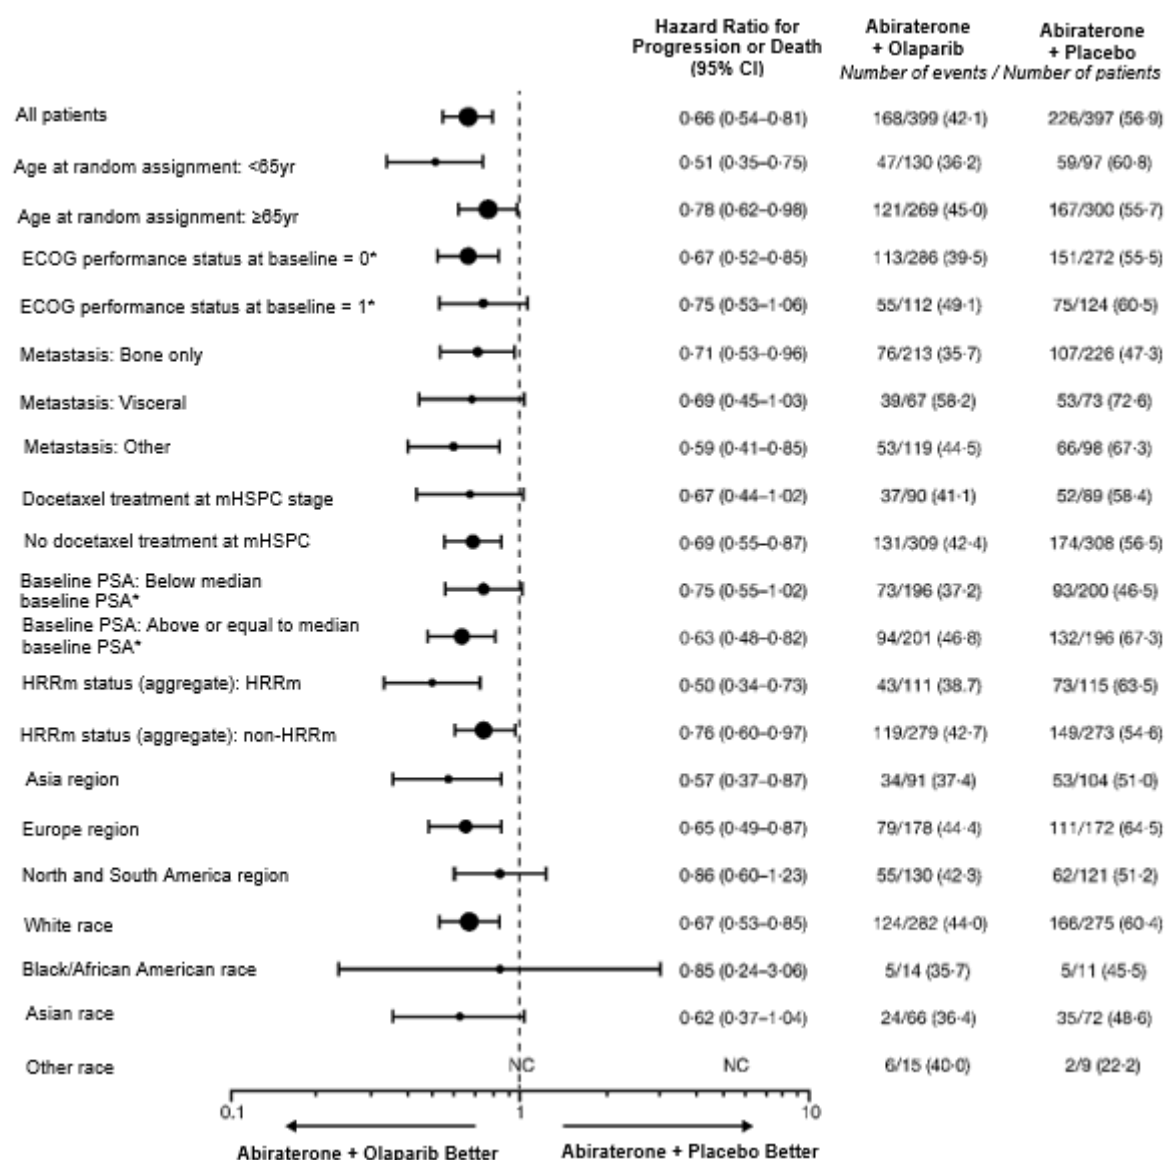 Hazard Ratio for Progression or Death (95% CI) Abiraterone + Olaparib Abiraterone + Placebo
Number of events / Number of patients
All patients 0·66 (0·54–0·81) 168/399 (42·1) 226/397 (56·9)
Age at random assignment: <65yr 0·51 (0·35–0·75) 47/130 (36·2) 59/97 (60·8)
Age at random assignment: ≥65yr 0·78 (0·62–0·98) 121/269 (45·0) 167/300 (55·7)
ECOG performance status at baseline = 0* 0·67 (0·52–0·85) 113/286 (39·5) 151/272 (55·5)
ECOG performance status at baseline = 1* 0·75 (0·53–1·06) 55/112 (49·1) 75/124 (60·5)
Metastasis: Bone only 0·71 (0·53–0·96) 76/213 (35·7) 107/226 (47·3)
Metastasis: Visceral 0·69 (0·45–1·03) 39/67 (58·2) 53/73 (72·6)
Metastasis: Other 0·59 (0·41–0·85) 53/119 (44·5) 66/98 (67·3)
Docetaxel treatment at mHSPC stage 0·67 (0·44–1·02) 37/90 (41·1) 52/89 (58·4)
No docetaxel treatment at mHSPC 0·69 (0·55–0·87) 131/309 (42·4) 174/308 (56·5)
Baseline PSA: Below median
baseline PSA* 0·75 (0·55–1·02) 73/196 (37·2) 93/200 (46·5)
Baseline PSA: Above or equal to median
baseline PSA* 0·63 (0·48–0·82) 94/201 (46·8) 132/196 (67·3)
HRRm status (aggregate): HRRm 0·50 (0·34–0·73) 43/111 (38.7) 73/115 (63·5)
HRRm status (aggregate): non-HRRm 0·76 (0·60–0·97) 119/279 (42·7) 149/273 (54·6)
Asia region 0·57 (0·37–0·87) 34/91 (37·4) 53/104 (51·0)
Europe region 0·65 (0·49–0·87) 79/178 (44·4) 111/172 (64·5)
North and South America region 0·86 (0·60–1·23) 55/130 (42·3) 62/121 (51·2)
White race 0·67 (0·53–0·85) 124/282 (44·0) 166/275 (60·4)
Black/African American race 0·85 (0·24–3·06) 5/14 (35·7) 5/11 (45·5)
Asian race 0·62 (0·37–1·04) 24/66 (36·4) 35/72 (48·6)
Other race NC NC 6/15 (40·0) 2/9 (22·2)
0.1 1 10
Abiraterone + Olaparib Better Abiraterone + Placebo Better